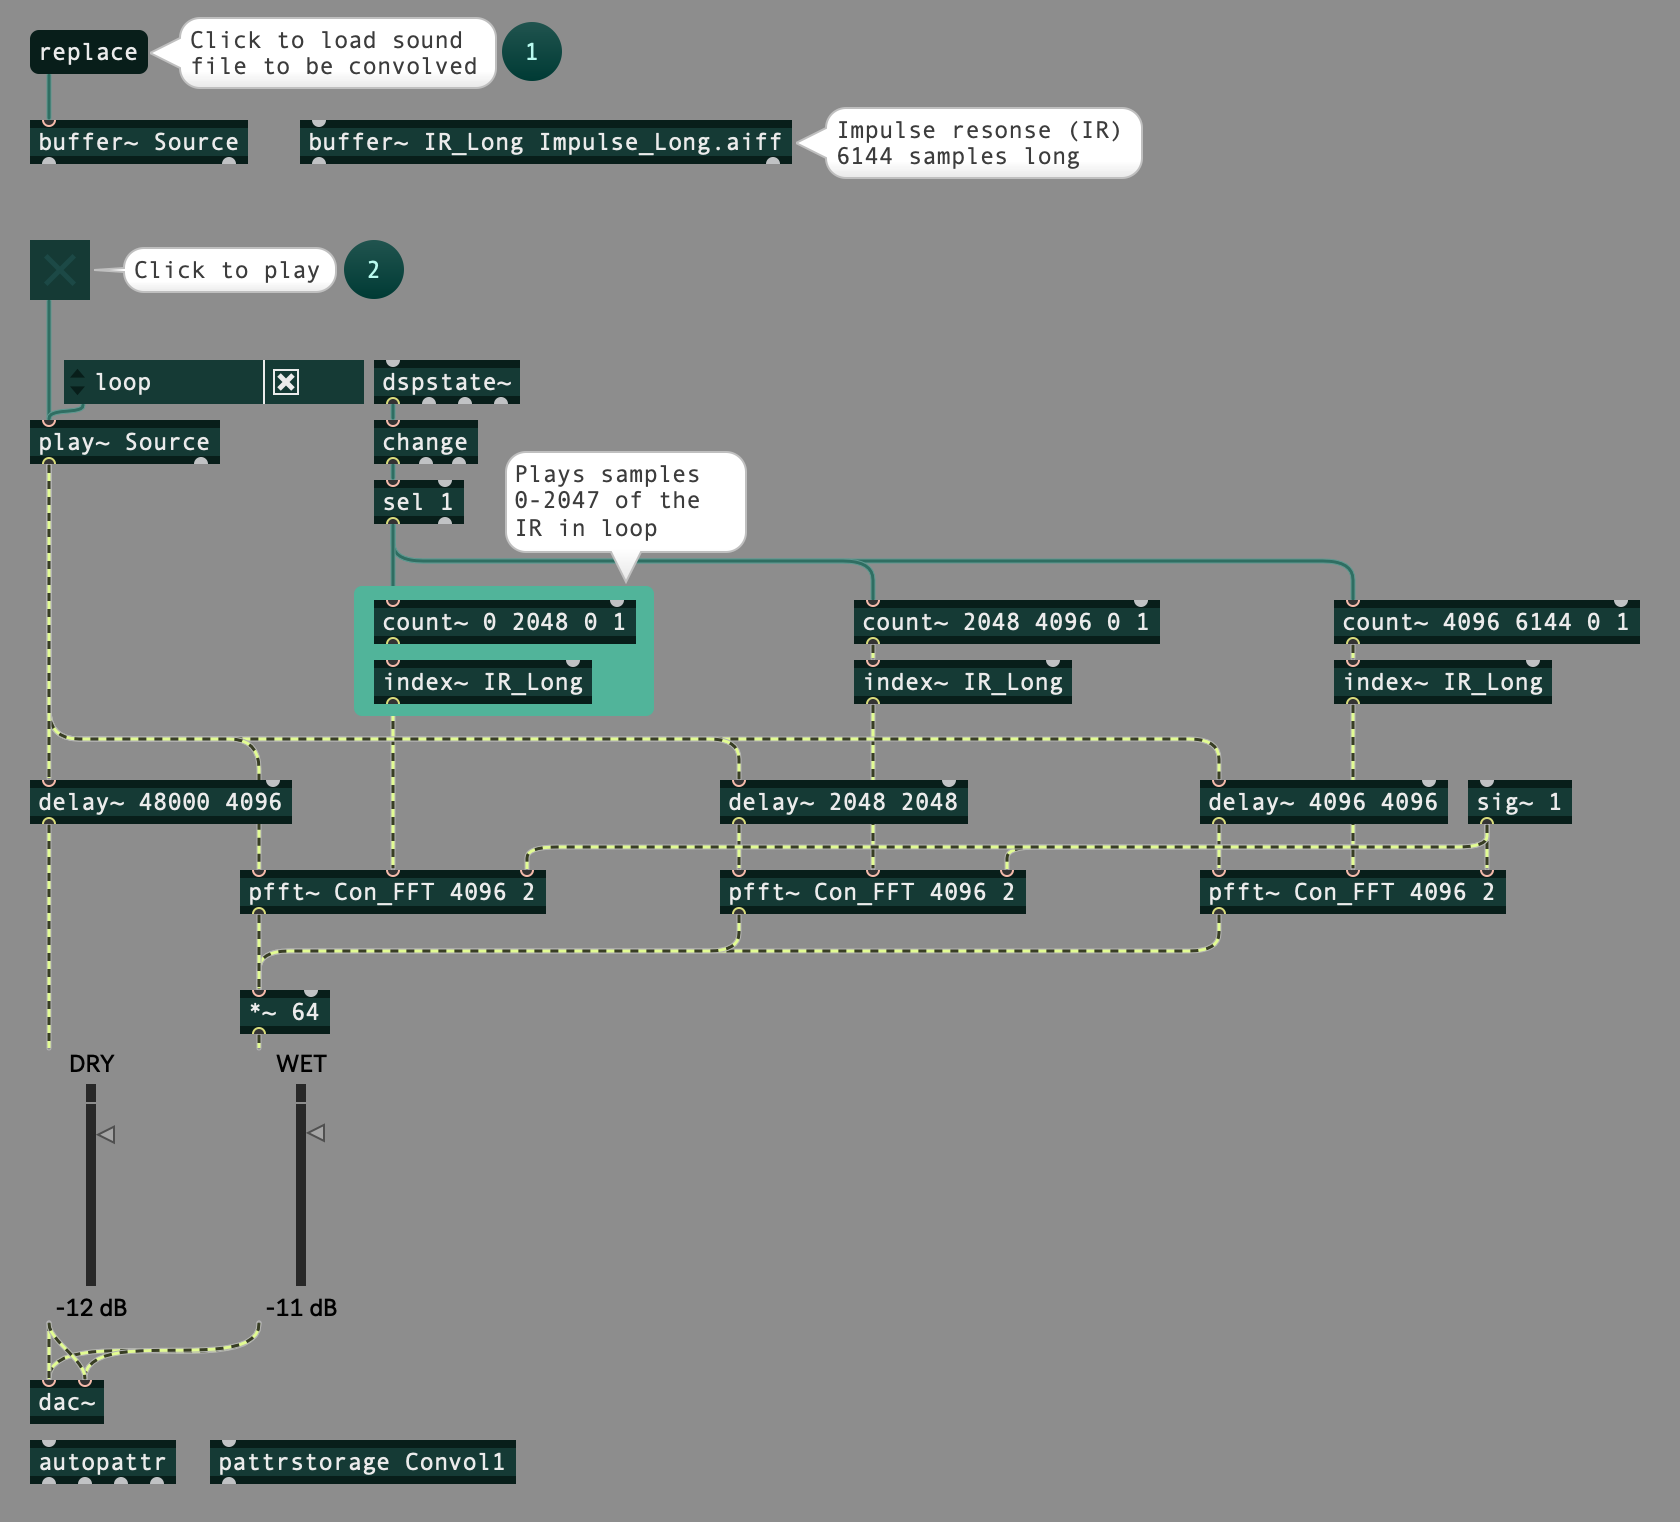 replace
Click to load sound
file to be convolved
1
buffer~ Source
buffer~ IR_Long Impulse_Long.aiff
Impulse resonse (IR)
6144 samples long
Click to play
2
loop
dspstate~
play~ Source
change
sel 1
Plays samples
0-2047 of the
IR in loop
count~ 0 2048 0 1
count~ 2048 4096 0 1
count~ 4096 6144 0 1
index~ IR_Long
index~ IR_Long
index~ IR_Long
delay~ 48000 4096
delay~ 2048 2048
delay~ 4096 4096
sig~ 1
pfft~ Con_FFT 4096 2
pfft~ Con_FFT 4096 2
pfft~ Con_FFT 4096 2
*~ 64
DRY
WET
-12 dB
-11 dB
dac~
autopattr
pattrstorage Convol1